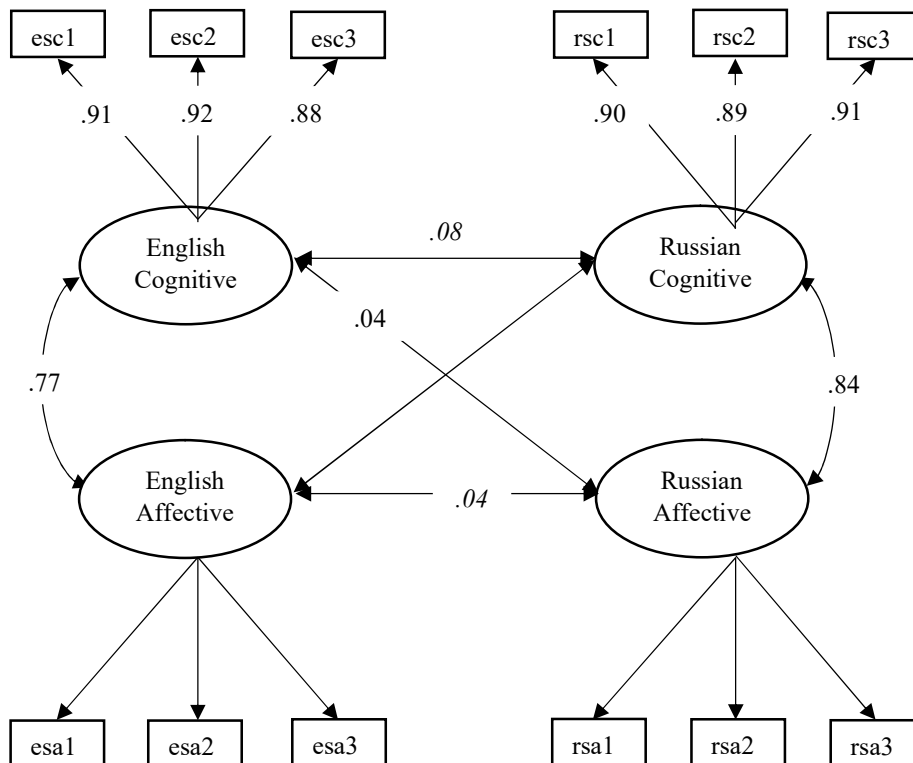 esc1 esc2 esc3 rsc1 rsc2 rsc3
.91 .92 .88 .90 .89 .91
English
Cognitive
.08
Russian
Cognitive
.04
.77
.84
English
Affective
.04
Russian
Affective
esa1 esa2 esa3 rsa1 rsa2 rsa3